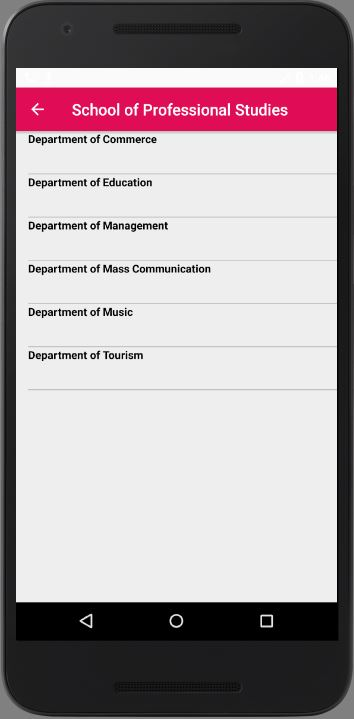 School of Professional Studies
Department of Commerce
Department of Education
Department of Management
Department of Mass Communication
Department of Music
Department of Tourism